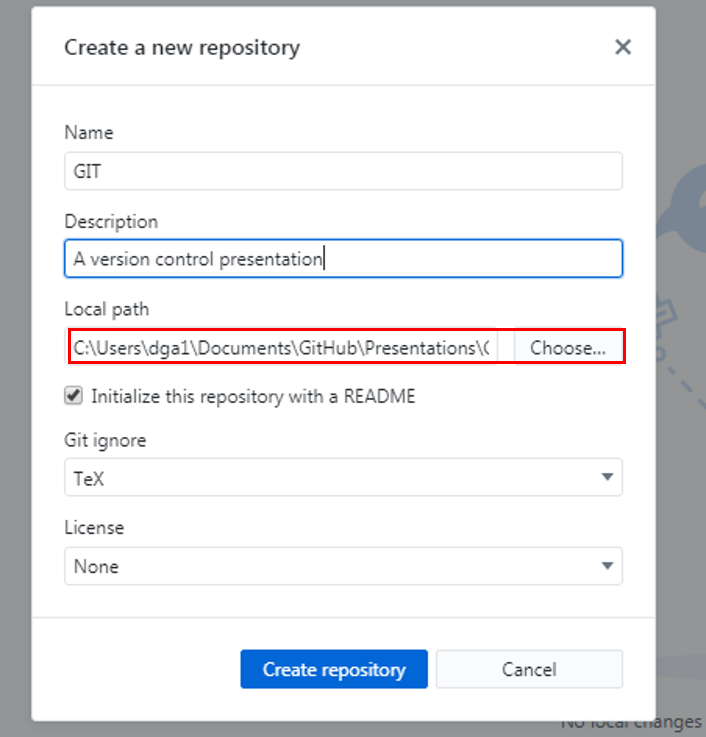 Create a new repository
Name
GIT
Description
A version control presentation
Local path
C:\Users\dga1\Documents\GitHub\Presentations\
Choose...
Initialize this repository with a README
Git ignore
TeX
License
None
Create repository
Cancel
No local changes